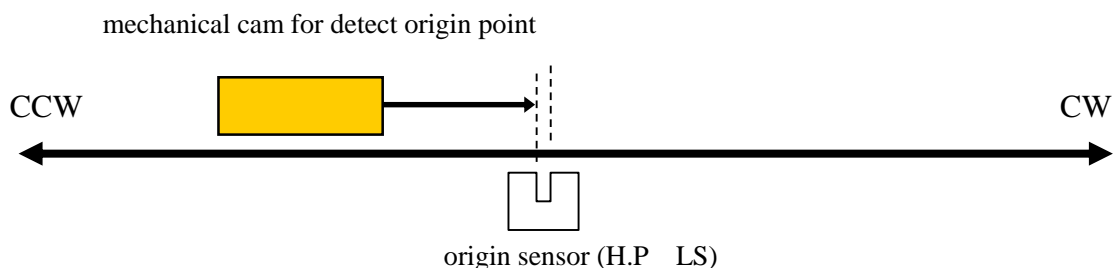 mechanical cam for detect origin point
CCW
CW
origin sensor (H.P LS)